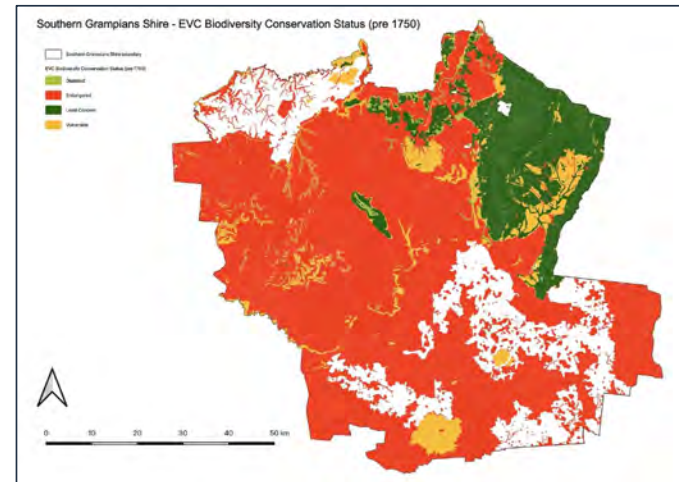 Southern Grampians Shire - EVC Biodiversity Conservation Status (pre 1750)
Southern Grampians Shire boundary
EVC Biodiversity Conservation Status (pre 1750)
Depleted
Endangered
Least Concern
Vulnerable
0 10 20 30 40 50 km